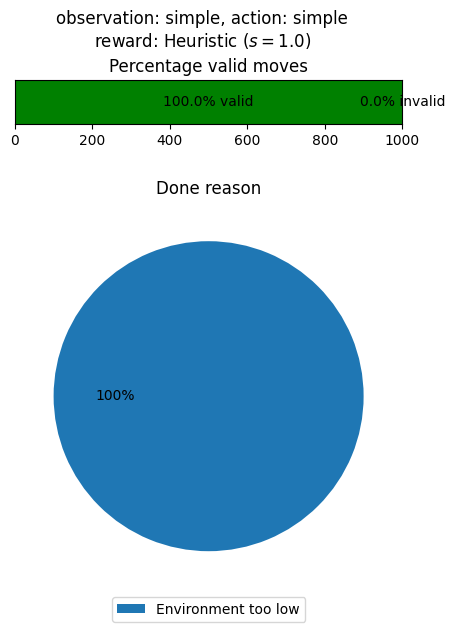 observation: simple, action: simple
reward: Heuristic (s = 1.0)
Percentage valid moves
100.0% valid
0.0% invalid
0 200 400 600 800 1000
Done reason
100%
Environment too low